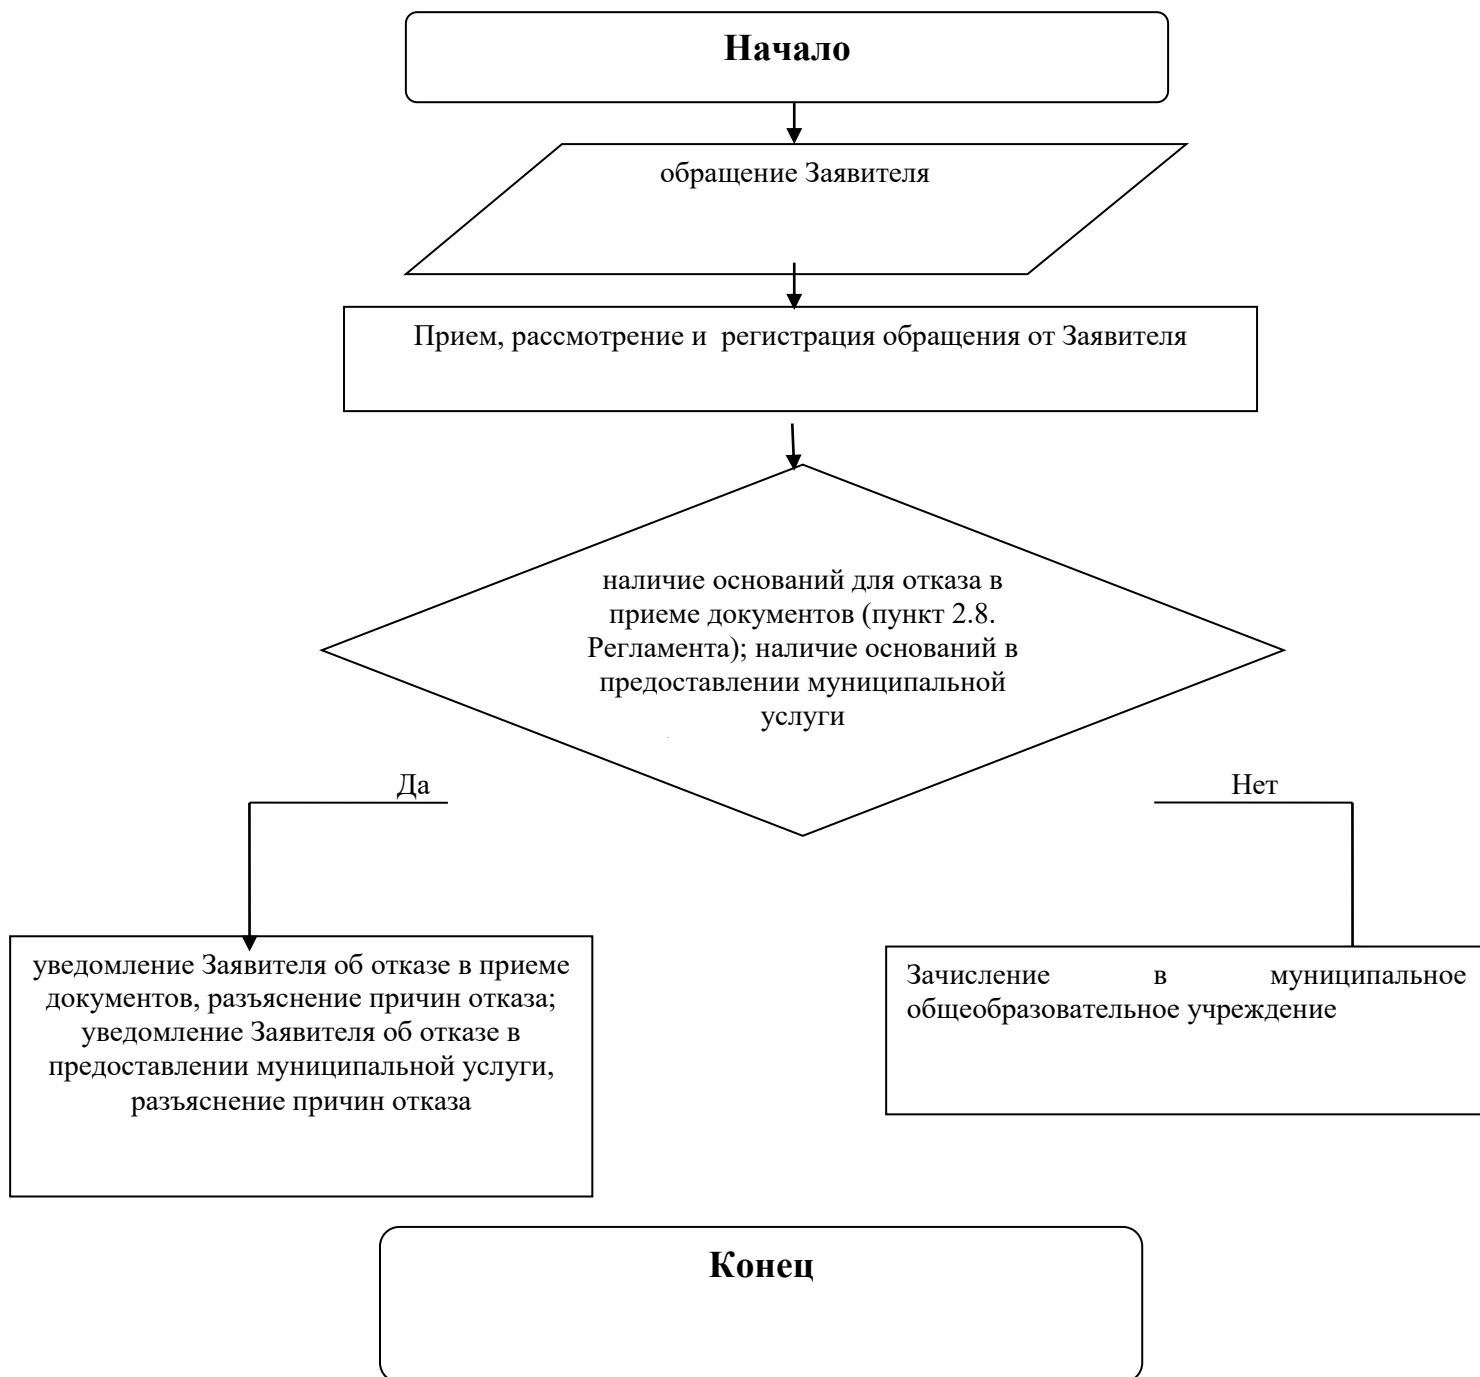 Начало
обращение Заявителя
Прием, рассмотрение и  регистрация обращения от Заявителя
наличие оснований для отказа в
приеме документов (пункт 2.8.
Регламента); наличие оснований в
предоставлении муниципальной
услуги
Да
Нет
уведомление Заявителя об отказе в приеме
документов, разъяснение причин отказа;
уведомление Заявителя об отказе в
предоставлении муниципальной услуги,
разъяснение причин отказа
Зачисление в муниципальное
общеобразовательное учреждение
Конец